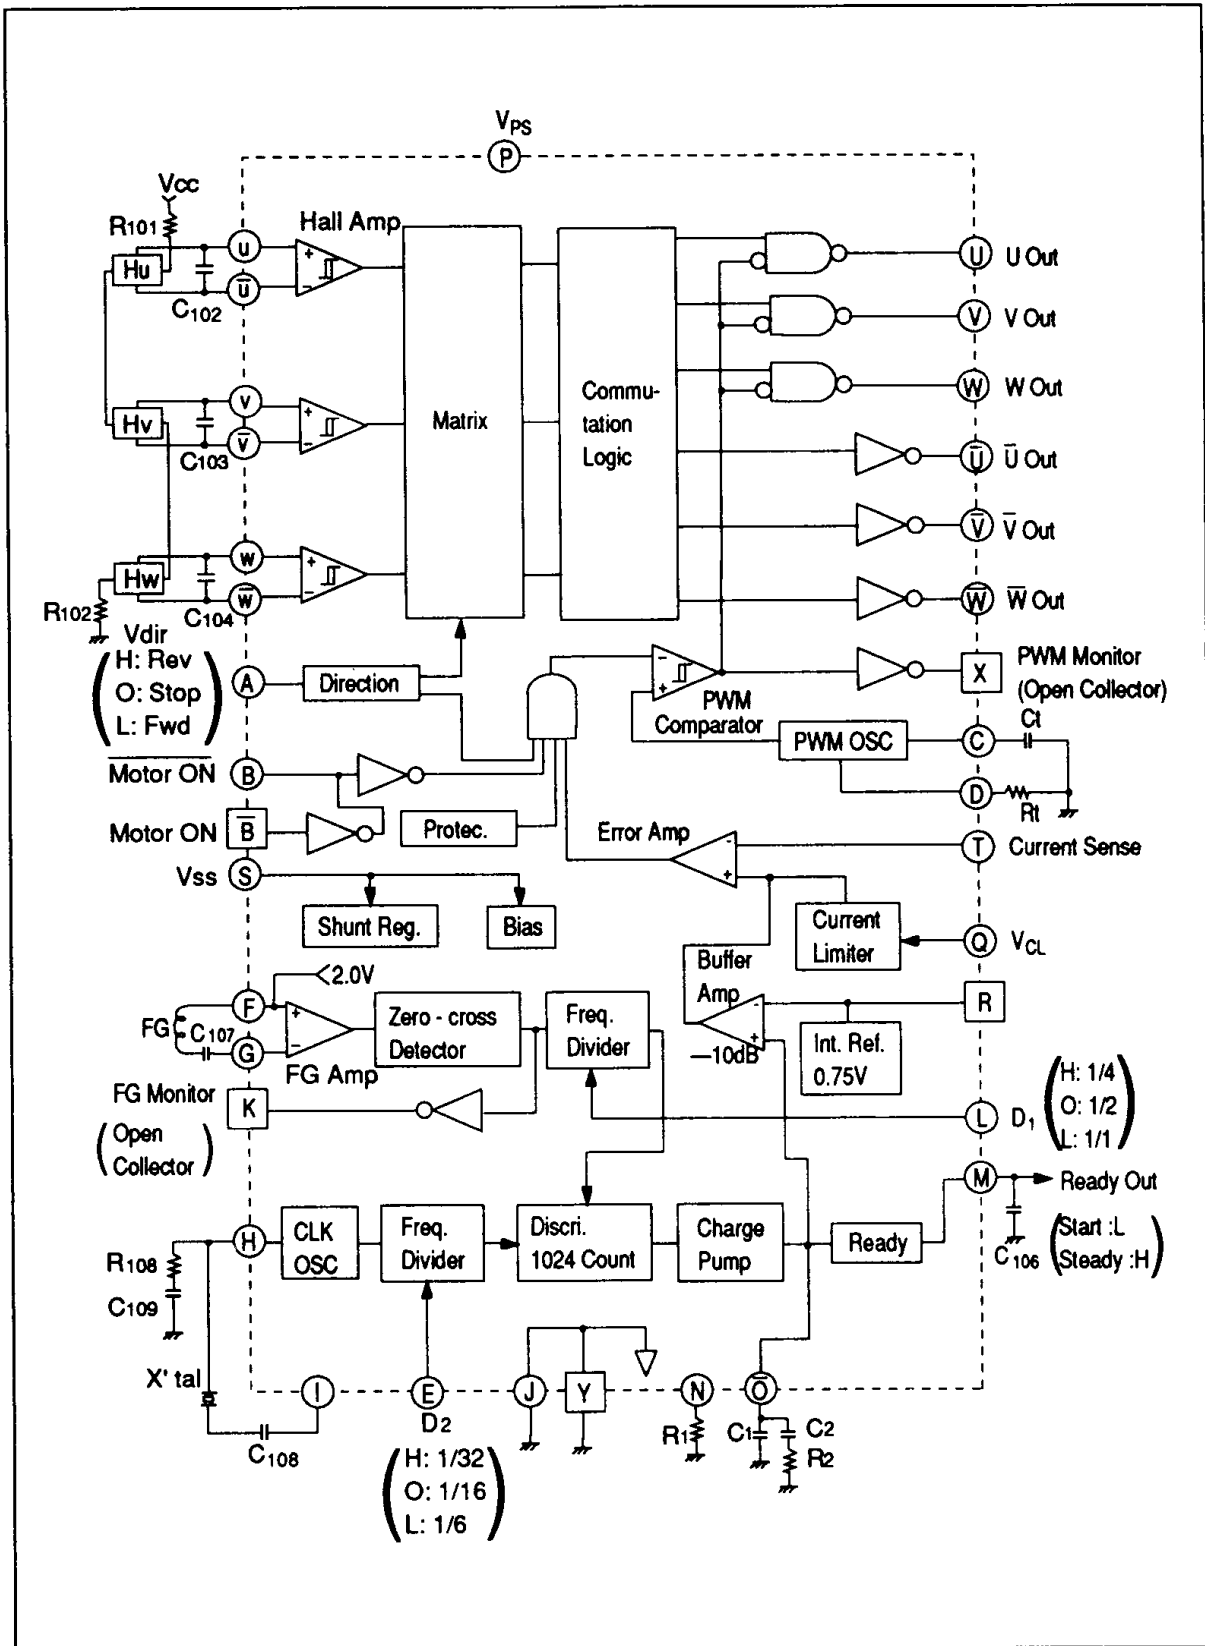 VPS
P
Vcc
R101
Hu
C102
u
u̅
Hall Amp
+
−
Matrix
Commu-
tation
Logic
U
U Out
V
V Out
W
W Out
U̅
U̅ Out
V̅
V̅ Out
W̅
W̅ Out
Hv
C103
v
v̅
+
−
Hw
R102
C104
w
w̅
+
−
Vdir
H: Rev
O: Stop
L: Fwd
A
Direction
−
+
PWM
Comparator
X
PWM Monitor
(Open Collector)
PWM OSC
C
Ct
D
Rt
M̅o̅t̅o̅r̅ O̅N̅
B
Motor ON
B̅
Protec.
Error Amp
-
+
T
Current Sense
Vss
S
Shunt Reg.
Bias
Current
Limiter
Q
VCL
Buffer
Amp
-
+
—10dB
R
Int. Ref.
0.75V
2.0V
F
FG
C107
G
+
−
FG Amp
Zero - cross
Detector
Freq.
Divider
FG Monitor
(Open
Collector)
K
L
D1
H: 1/4
O: 1/2
L: 1/1
M
Ready Out
C106
(Start :L
Steady :H)
H
CLK
OSC
Freq.
Divider
Discri.
1024 Count
Charge
Pump
Ready
R108
C109
X' tal
C108
I
E
D2
H: 1/32
O: 1/16
L: 1/6
J
Y
N
R1
O̅
C1
C2
R2